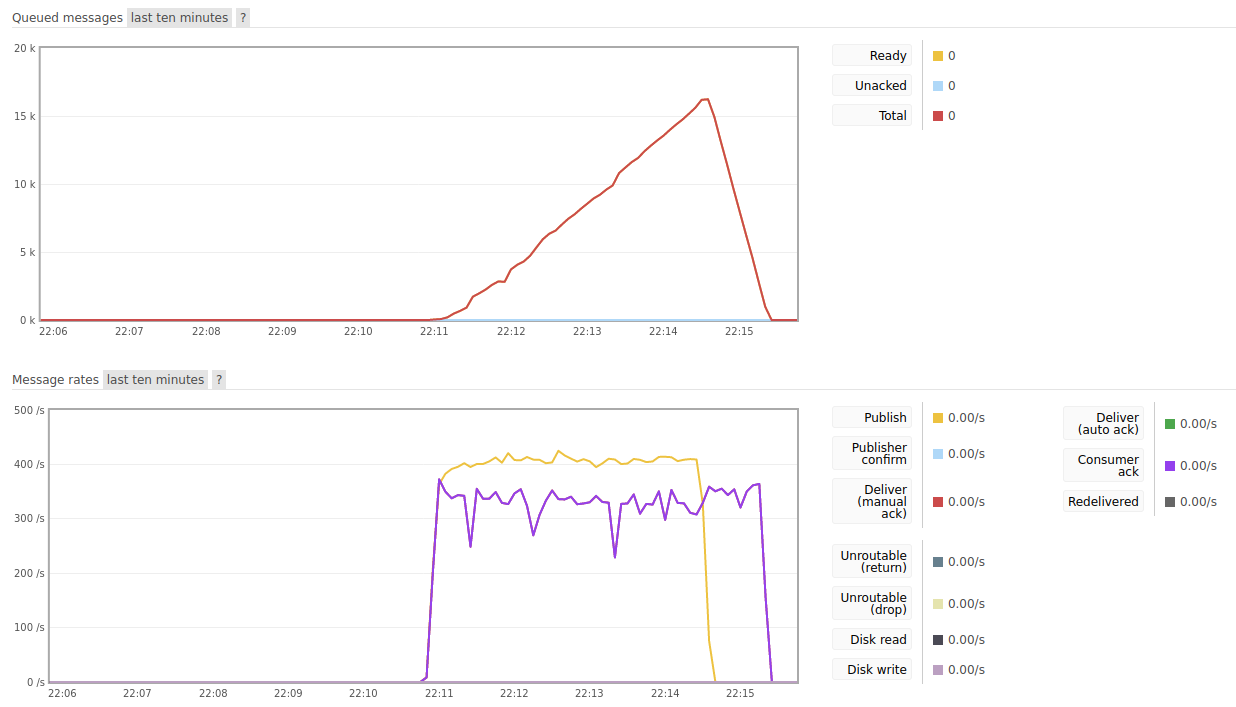 Queued messages last ten minutes ?
20 k
15 k
10 k
5 k
0 k
22:06 22:07 22:08 22:09 22:10 22:11 22:12 22:13 22:14 22:15
Ready 0
Unacked 0
Total 0
Message rates last ten minutes ?
500 /s
400 /s
300 /s
200 /s
100 /s
0 /s
22:06 22:07 22:08 22:09 22:10 22:11 22:12 22:13 22:14 22:15
Publish 0.00/s
Publisher
confirm 0.00/s
Deliver
(manual
ack) 0.00/s
Unroutable
(return) 0.00/s
Unroutable
(drop) 0.00/s
Disk read 0.00/s
Disk write 0.00/s
Deliver
(auto ack) 0.00/s
Consumer
ack 0.00/s
Redelivered 0.00/s